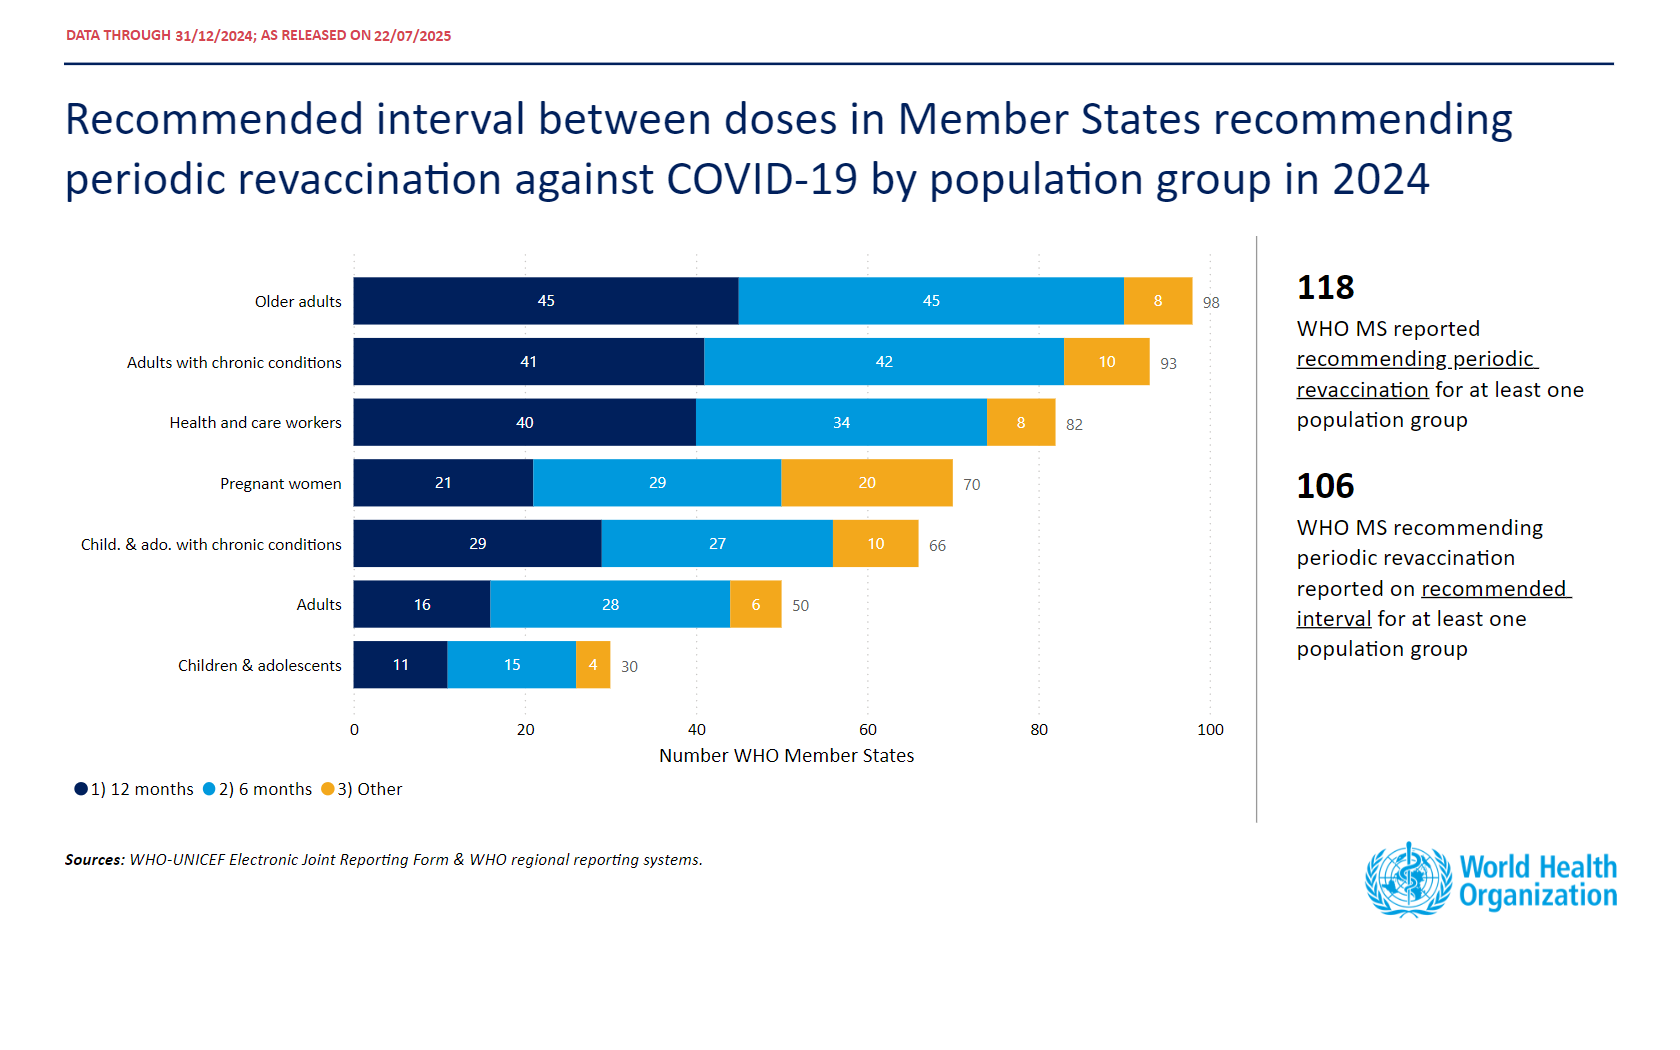 DATA THROUGH 31/12/2024; AS RELEASED ON 22/07/2025
Recommended interval between doses in Member States recommending
periodic revaccination against COVID-19 by population group in 2024
Older adults 45 45 8 98
Adults with chronic conditions 41 42 10 93
Health and care workers 40 34 8 82
Pregnant women 21 29 20 70
Child. & ado. with chronic conditions 29 27 10 66
Adults 16 28 6 50
Children & adolescents 11 15 4 30
0 20 40 60 80 100
Number WHO Member States
1) 12 months 2) 6 months 3) Other
118
WHO MS reported
recommending periodic
revaccination for at least one
population group
106
WHO MS recommending
periodic revaccination
reported on recommended
interval for at least one
population group
Sources: WHO-UNICEF Electronic Joint Reporting Form & WHO regional reporting systems.
World Health
Organization